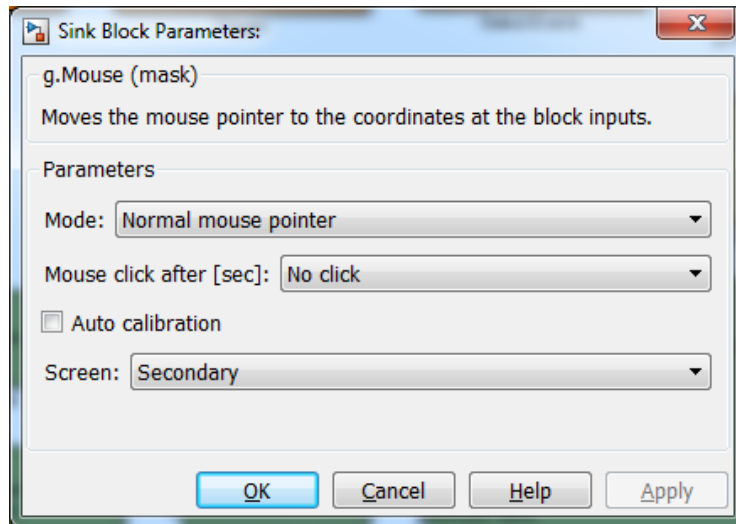 Sink Block Parameters:
g.Mouse (mask)
Moves the mouse pointer to the coordinates at the block inputs.
Parameters
Mode: Normal mouse pointer
Mouse click after [sec]: No click
Auto calibration
Screen: Secondary
OK Cancel Help Apply